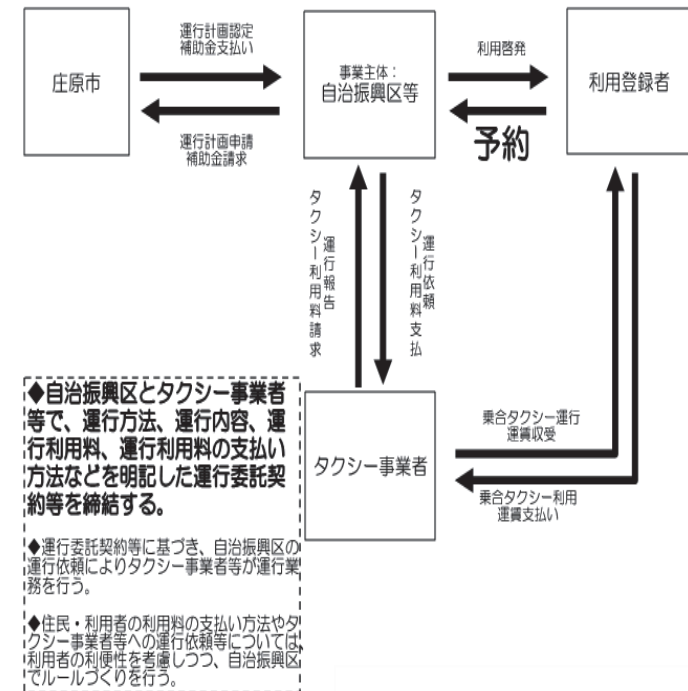 運行計画認定
補助金支払い
庄原市
運行計画申請
補助金請求
事業主体：
自治振興区等
利用啓発
予約
利用登録者
運行報告
タクシー利用料請求
運行依頼
タクシー利用料支払
◆自治振興区とタクシー事業者
等で、運行方法、運行内容、運
行利用料、運行利用料の支払い
方法などを明記した運行委託契
約等を締結する。
◆運行委託契約等に基づき、自治振興区の
運行依頼によりタクシー事業者等が運行業
務を行う。
◆住民・利用者の利用料の支払い方法やタ
クシー事業者等への運行依頼等については、
利用者の利便性を考慮しつつ、自治振興区
でルールづくりを行う。
タクシー事業者
乗合タクシー運行
運賃収受
乗合タクシー利用
運賃支払い